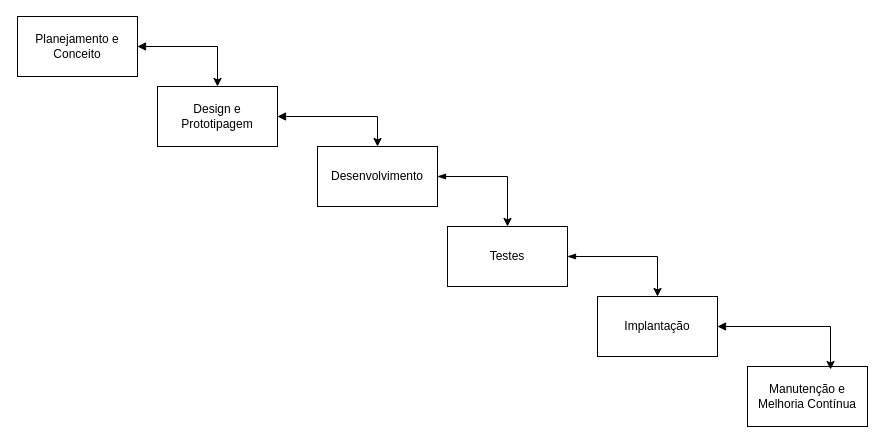 Planejamento e
Conceito
Design e
Prototipagem
Desenvolvimento
Testes
Implantação
Manutenção e
Melhoria Contínua